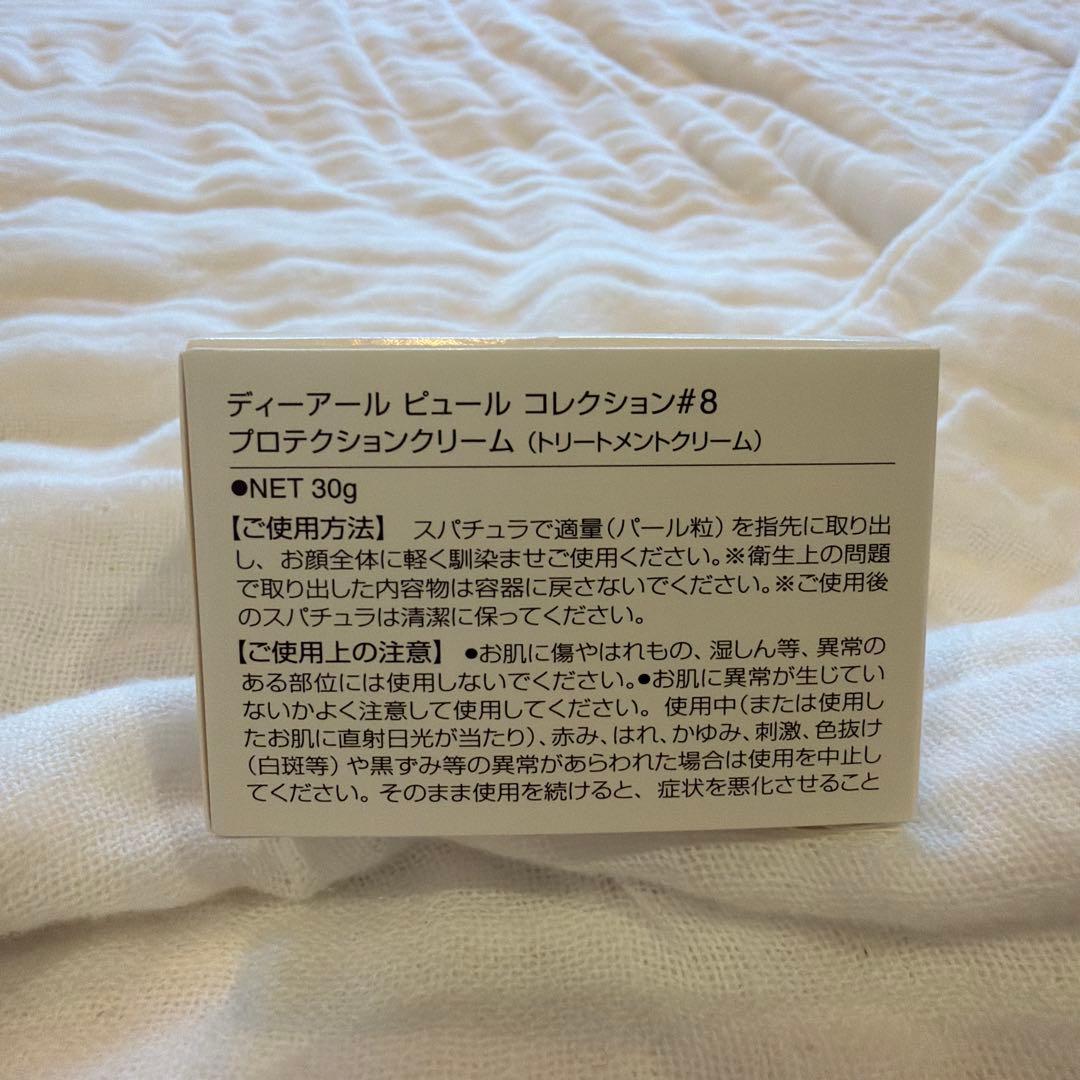 ディーアール ピュール コレクション#8
プロテクションクリーム（トリートメントクリーム）
●NET 30g
【ご使用方法】 スパチュラで適量（パール粒）を指先に取り出
し、お顔全体に軽く馴染ませご使用ください。※衛生上の問題
で取り出した内容物は容器に戻さないでください。※ご使用後
のスパチュラは清潔に保ってください。
【ご使用上の注意】 ●お肌に傷やはれもの、湿しん等、異常の
ある部位には使用しないでください。●お肌に異常が生じてい
ないかよく注意して使用してください。使用中（または使用し
たお肌に直射日光が当たり）、赤み、はれ、かゆみ、刺激、色抜け
（白斑等）や黒ずみ等の異常があらわれた場合は使用を中止し
てください。そのまま使用を続けると、症状を悪化させること